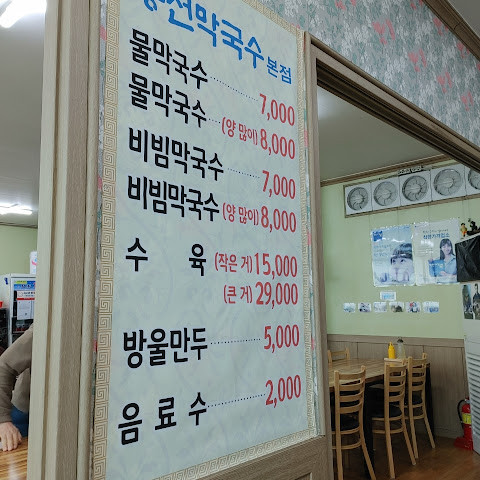 선막국수 본점
물막국수 7,000
물막국수 (양 많이) 8,000
비빔막국수 7,000
비빔막국수 (양 많이) 8,000
수 육 (작은 거) 15,000
(큰 거) 29,000
방울만두 5,000
음료수 2,000